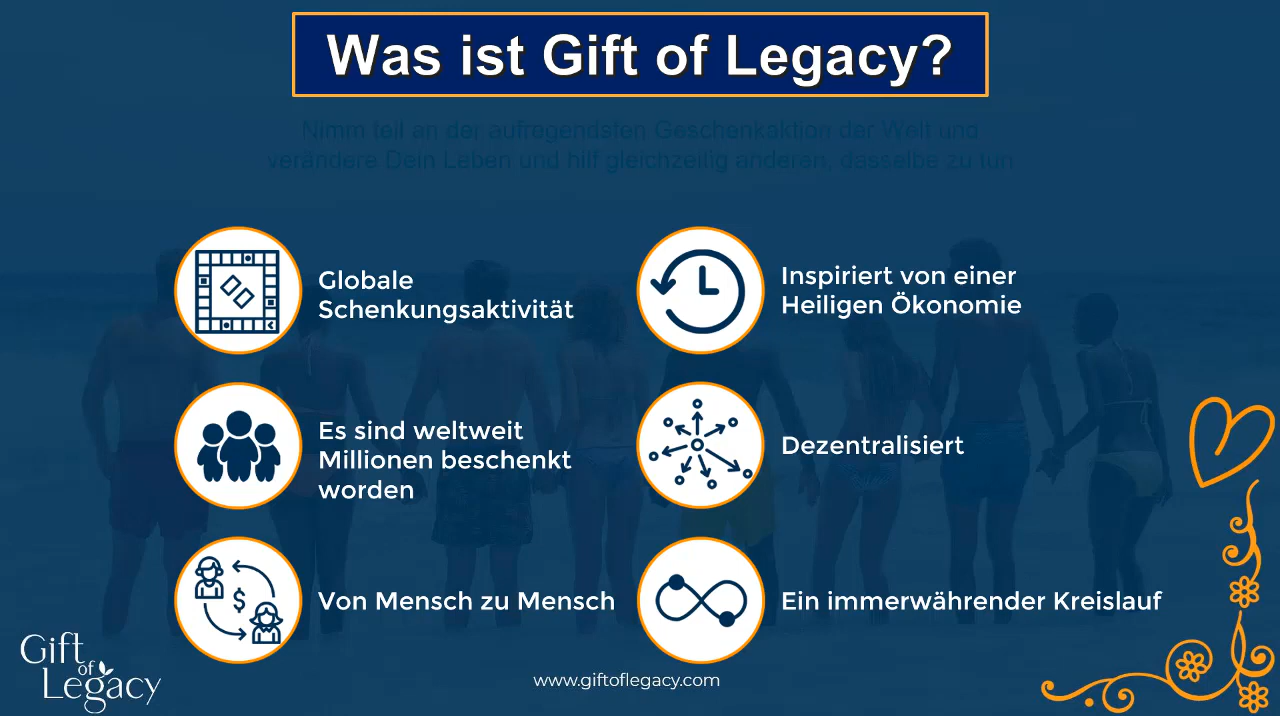 Was ist Gift of Legacy?
Nimm teil an der aufregendsten Geschenkaktion der Welt und
verändere Dein Leben und hilf gleichzeitig anderen, dasselbe zu tun
Globale
Schenkungsaktivität
Inspiriert von einer
Heiligen Ökonomie
Es sind weltweit
Millionen beschenkt
worden
Dezentralisiert
$
Von Mensch zu Mensch
Ein immerwährender Kreislauf
Gift
of
Legacy
www.giftoflegacy.com